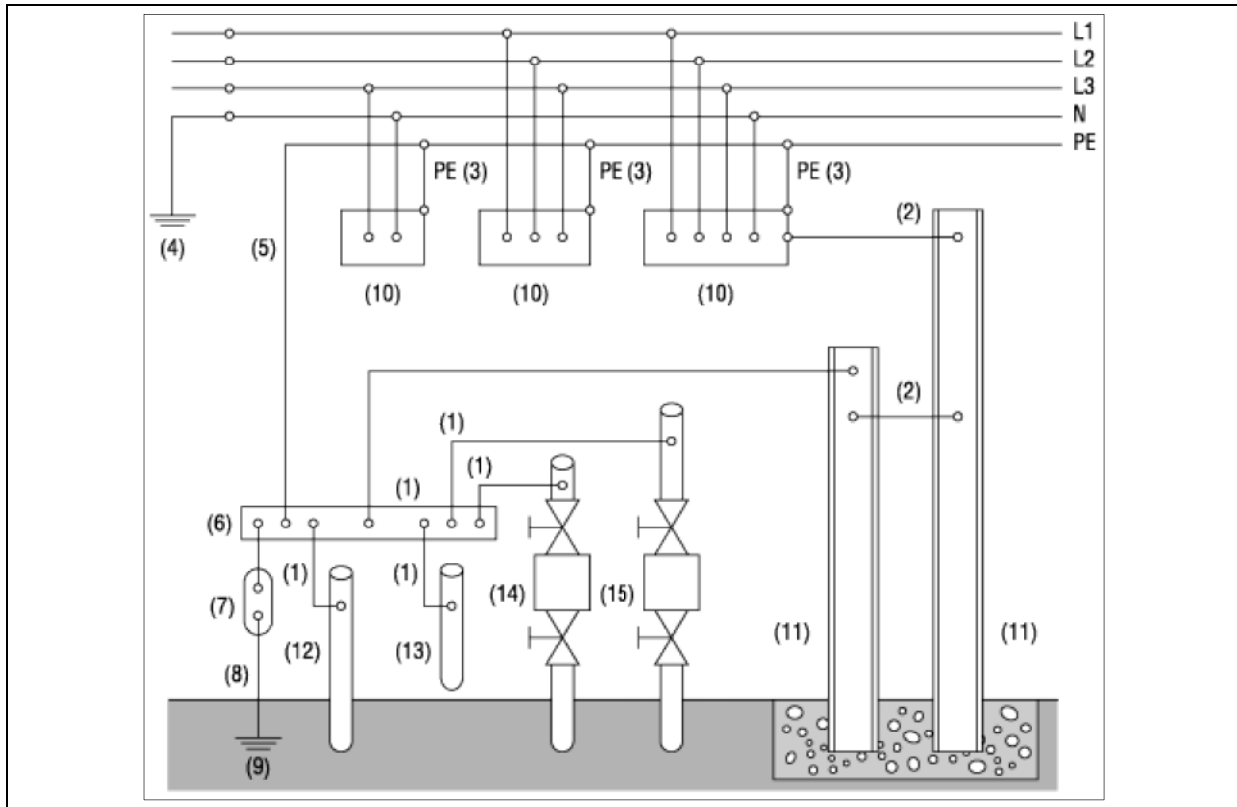 L1
L2
L3
N
PE
PE (3)
PE (3)
PE (3)
(4)
(5)
(10)
(10)
(10)
(2)
(2)
(1)
(1)
(1)
(6)
(1)
(1)
(7)
(12)
(13)
(14)
(15)
(11)
(11)
(8)
(9)